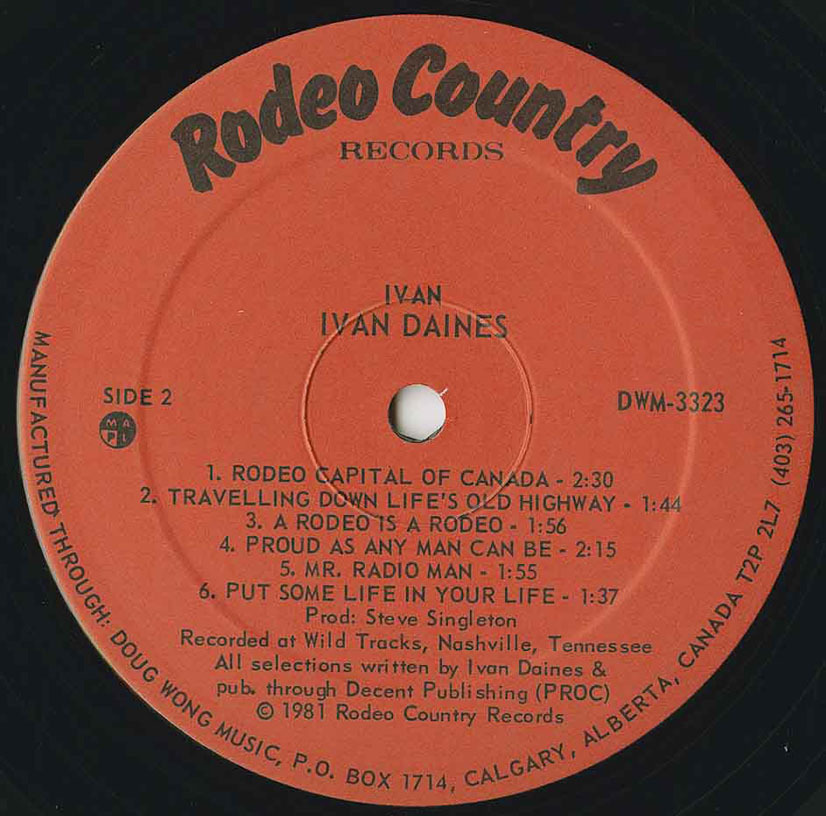 Rodeo Country
RECORDS
IVAN
IVAN DAINES
SIDE 2
DWM-3323
M A
P L
1. RODEO CAPITAL OF CANADA - 2:30
2. TRAVELLING DOWN LIFE'S OLD HIGHWAY - 1:44
3. A RODEO IS A RODEO - 1:56
4. PROUD AS ANY MAN CAN BE - 2:15
5. MR. RADIO MAN - 1:55
6. PUT SOME LIFE IN YOUR LIFE - 1:37
Prod: Steve Singleton
Recorded at Wild Tracks, Nashville, Tennessee
All selections written by Ivan Daines &
pub. through Decent Publishing (PROC)
© 1981 Rodeo Country Records
MANUFACTURED THROUGH: DOUG WONG MUSIC, P.O. BOX 1714, CALGARY, ALBERTA, CANADA T2P 2L7 (403) 265-1714